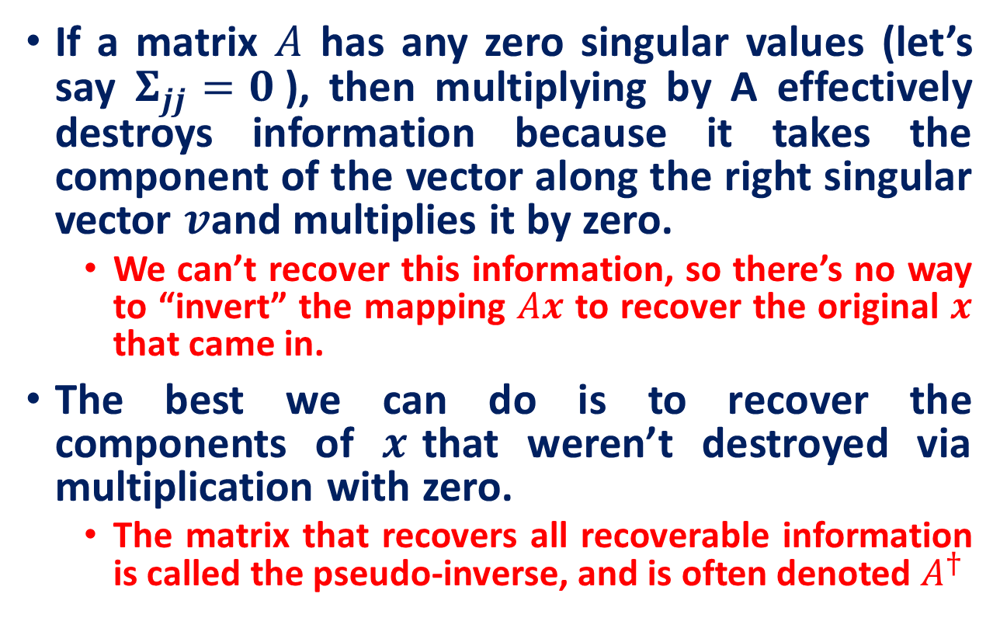 • If a matrix A has any zero singular values (let’s
say Σjj = 0 ), then multiplying by A effectively
destroys information because it takes the
component of the vector along the right singular
vector vand multiplies it by zero.
• We can’t recover this information, so there’s no way
to “invert” the mapping Ax to recover the original x
that came in.
• The best we can do is to recover the
components of x that weren’t destroyed via
multiplication with zero.
• The matrix that recovers all recoverable information
is called the pseudo-inverse, and is often denoted A†